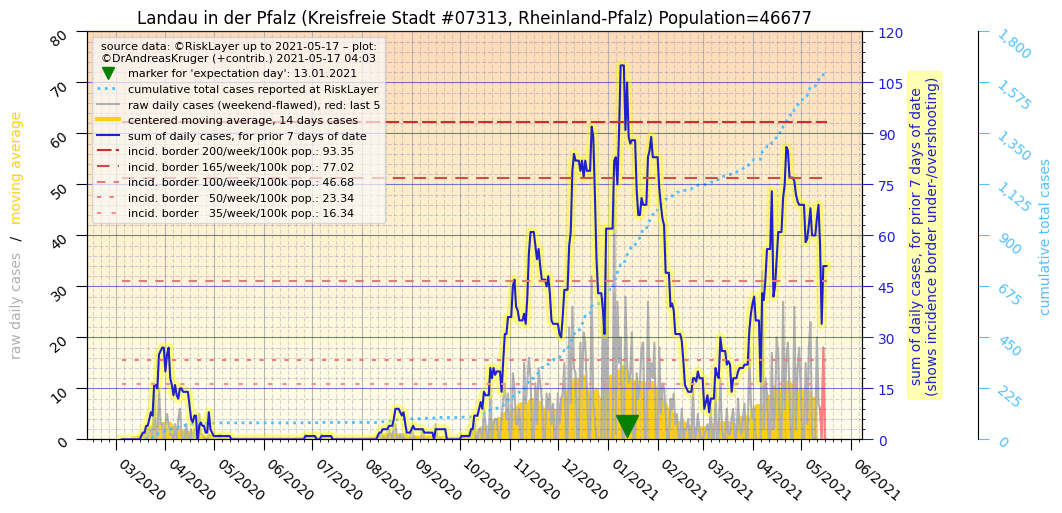 Landau in der Pfalz (Kreisfreie Stadt #07313, Rheinland-Pfalz) Population=46677
source data: ©RiskLayer up to 2021-05-17 – plot:
©DrAndreasKruger (+contrib.) 2021-05-17 04:03
marker for 'expectation day': 13.01.2021
cumulative total cases reported at RiskLayer
raw daily cases (weekend-flawed), red: last 5
centered moving average, 14 days cases
sum of daily cases, for prior 7 days of date
incid. border 200/week/100k pop.: 93.35
incid. border 165/week/100k pop.: 77.02
incid. border 100/week/100k pop.: 46.68
incid. border 50/week/100k pop.: 23.34
incid. border 35/week/100k pop.: 16.34
raw daily cases / moving average
80
70
60
50
40
30
20
10
0
03/2020
04/2020
05/2020
06/2020
07/2020
08/2020
09/2020
10/2020
11/2020
12/2020
01/2021
02/2021
03/2021
04/2021
05/2021
06/2021
120
105
90
75
60
45
30
15
0
sum of daily cases, for prior 7 days of date
(shows incidence border under-/overshooting)
1,800
1,575
1,350
1,125
900
675
450
225
0
cumulative total cases